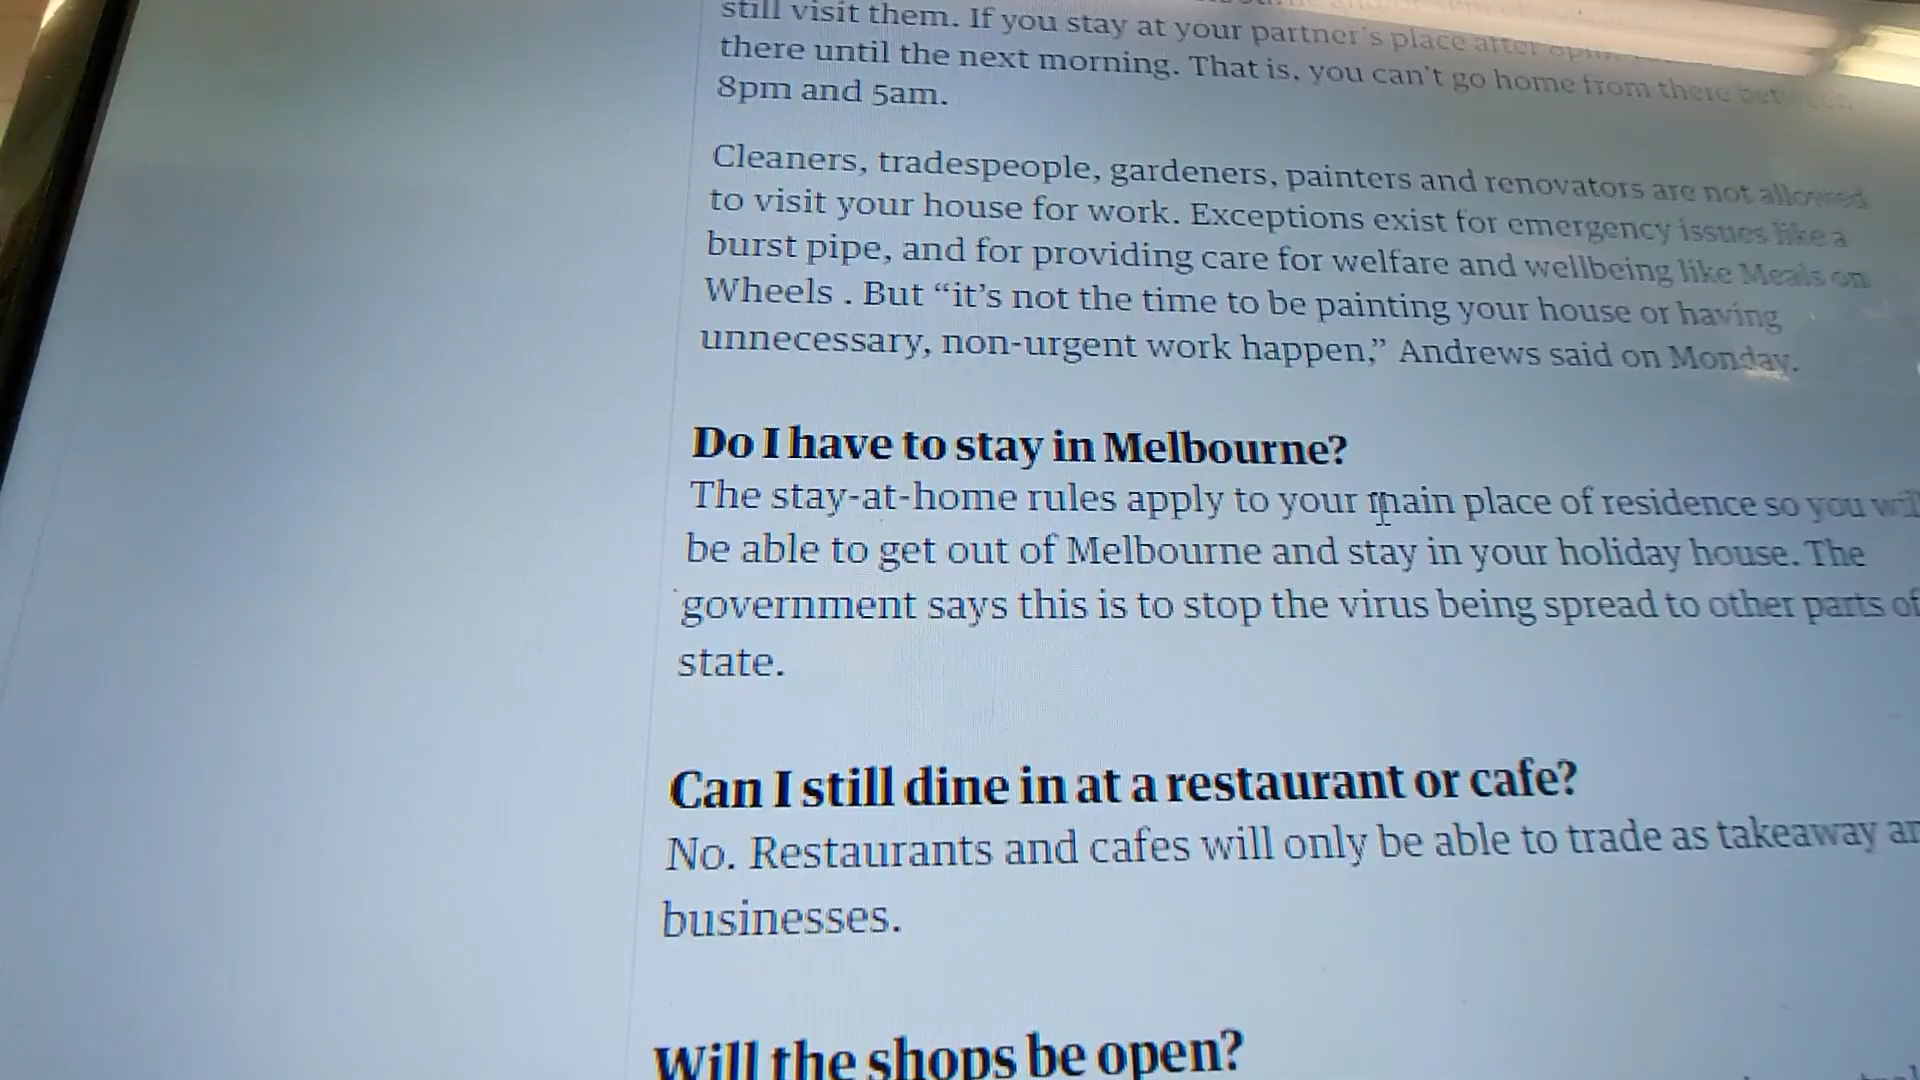 still visit them. If you stay at your partner's place after 8pm,
there until the next morning. That is, you can't go home from there between
8pm and 5am.
Cleaners, tradespeople, gardeners, painters and renovators are not allowed
to visit your house for work. Exceptions exist for emergency issues like a
burst pipe, and for providing care for welfare and wellbeing like Meals on
Wheels . But “it's not the time to be painting your house or having
unnecessary, non-urgent work happen,” Andrews said on Monday.
Do I have to stay in Melbourne?
The stay-at-home rules apply to your main place of residence so you will
be able to get out of Melbourne and stay in your holiday house. The
government says this is to stop the virus being spread to other parts of
state.
Can I still dine in at a restaurant or cafe?
No. Restaurants and cafes will only be able to trade as takeaway
businesses.
Will the shops be open?